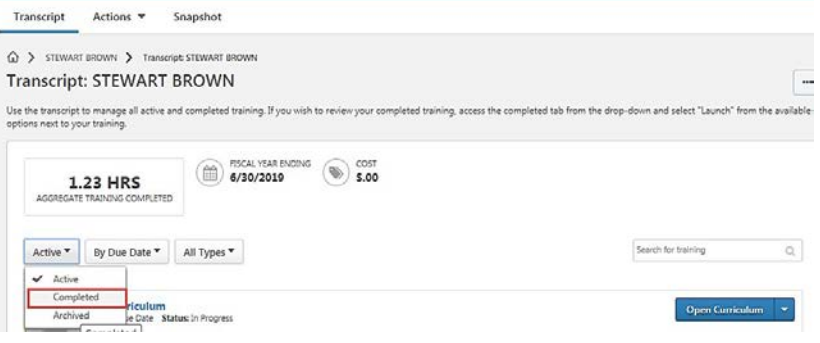 Transcript Actions Snapshot
STEWART BROWN Transcript: STEWART BROWN
Transcript: STEWART BROWN
Use the transcript to manage all active and completed training. If you wish to review your completed training, access the completed tab from the drop-down and select "Launch" from the available
options next to your training.
1.23 HRS
AGGREGATE TRAINING COMPLETED
FISCAL YEAR ENDING
6/30/2019
COST
$.00
Active By Due Date All Types
Search for training
Active
Completed
Archived
riculum
e Date Status: In Progress
Open Curriculum
Completed